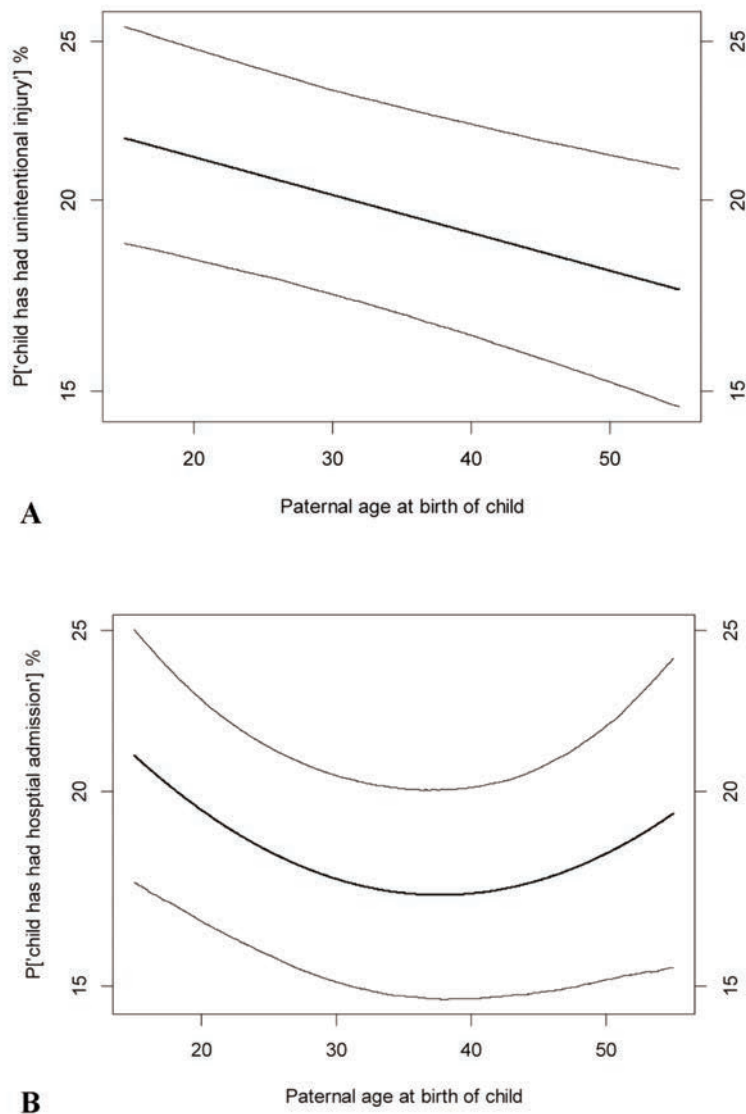 P['child has had unintentional injury'] %
25
20
15
25
20
15
20 30 40 50
Paternal age at birth of child
A
P['child has had hosptial admission'] %
25
20
15
25
20
15
20 30 40 50
Paternal age at birth of child
B